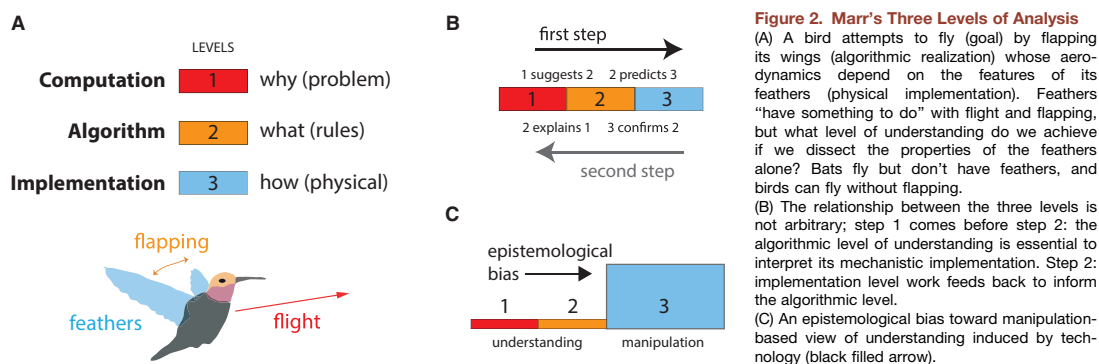 A
LEVELS
Computation 1 why (problem)
Algorithm 2 what (rules)
Implementation 3 how (physical)
flapping
feathers
flight
B
first step
1 suggests 2 2 predicts 3
1 2 3
2 explains 1 3 confirms 2
second step
C
epistemological
bias
1 2 3
understanding manipulation
Figure 2. Marr's Three Levels of Analysis
(A) A bird attempts to fly (goal) by flapping
its wings (algorithmic realization) whose aero-
dynamics depend on the features of its
feathers (physical implementation). Feathers
“have something to do” with flight and flapping,
but what level of understanding do we achieve
if we dissect the properties of the feathers
alone? Bats fly but don't have feathers, and
birds can fly without flapping.
(B) The relationship between the three levels is
not arbitrary; step 1 comes before step 2: the
algorithmic level of understanding is essential to
interpret its mechanistic implementation. Step 2:
implementation level work feeds back to inform
the algorithmic level.
(C) An epistemological bias toward manipulation-
based view of understanding induced by tech-
nology (black filled arrow).